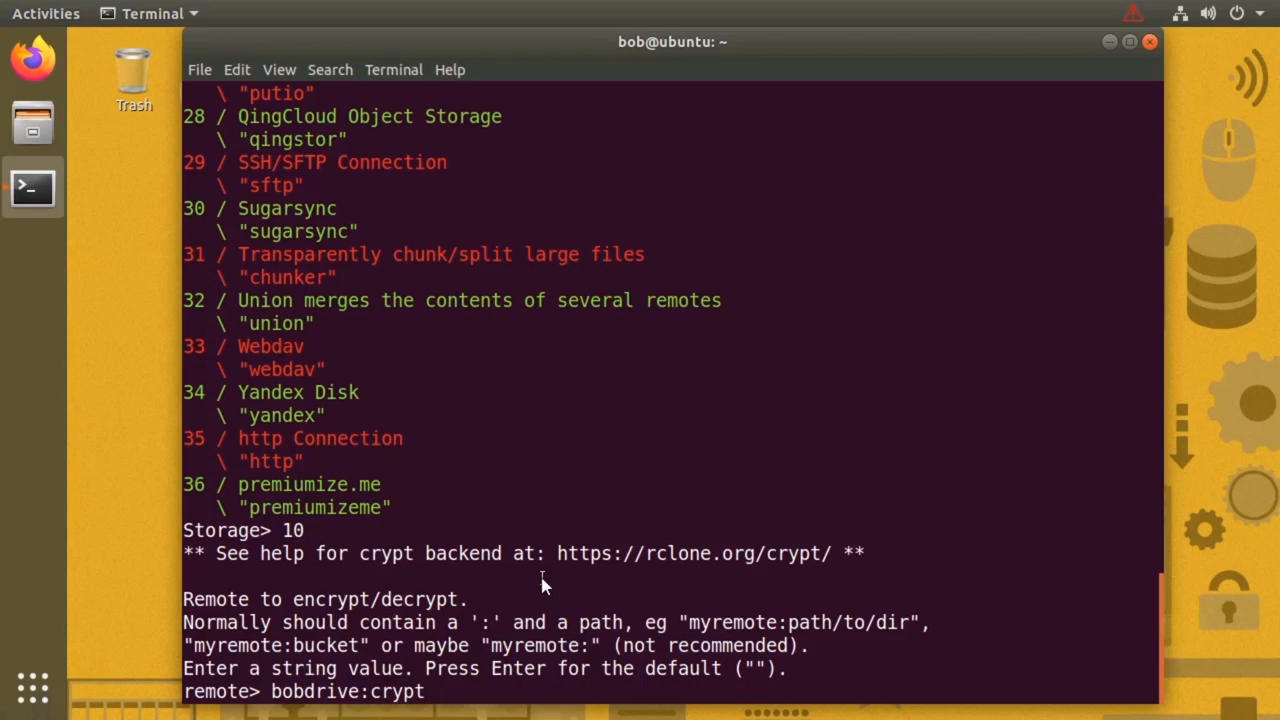 Activities Terminal
bob@ubuntu: ~
File Edit View Search Terminal Help
Trash
\ "putio"
28 / QingCloud Object Storage
\ "qingstor"
29 / SSH/SFTP Connection
\ "sftp"
30 / Sugarsync
\ "sugarsync"
31 / Transparently chunk/split large files
\ "chunker"
32 / Union merges the contents of several remotes
\ "union"
33 / Webdav
\ "webdav"
34 / Yandex Disk
\ "yandex"
35 / http Connection
\ "http"
36 / premiumize.me
\ "premiumizeme"
Storage> 10
** See help for crypt backend at: https://rclone.org/crypt/ **
Remote to encrypt/decrypt.
Normally should contain a ':' and a path, eg "myremote:path/to/dir",
"myremote:bucket" or maybe "myremote:" (not recommended).
Enter a string value. Press Enter for the default ("").
remote> bobdrive:crypt